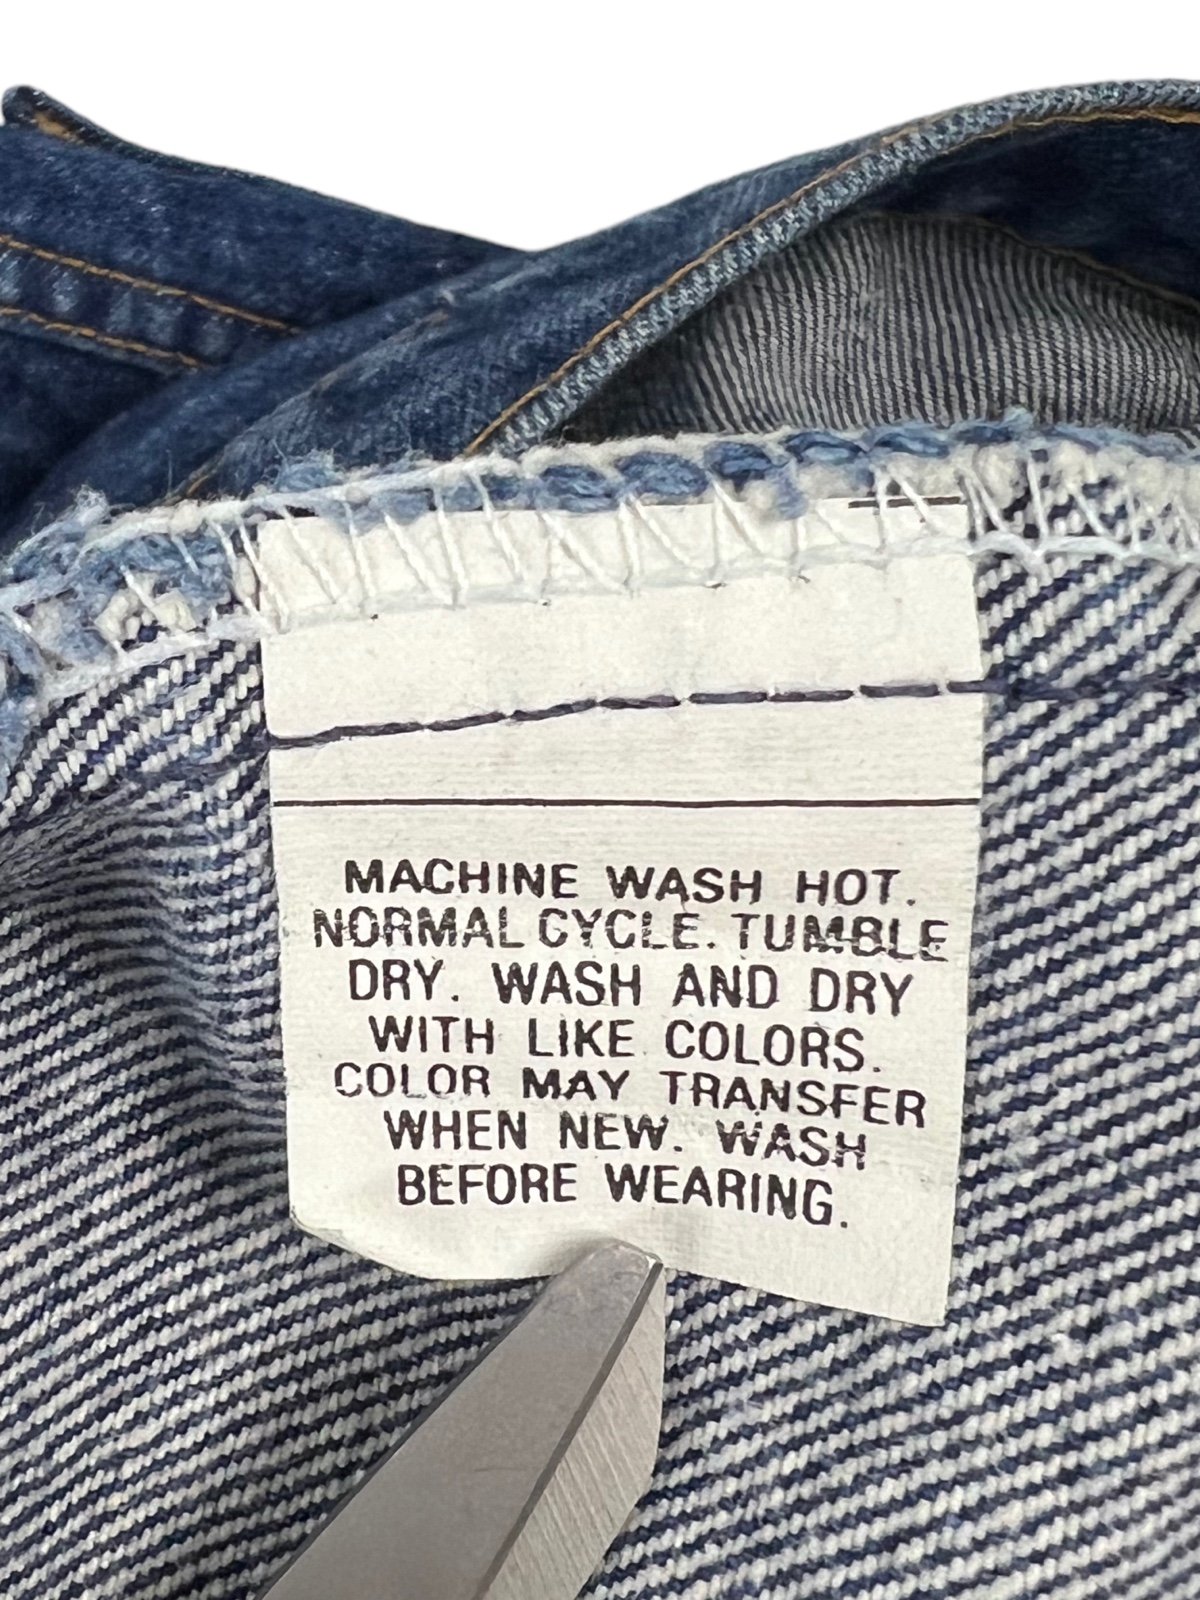 MACHINE WASH HOT.
NORMAL CYCLE. TUMBLE
DRY. WASH AND DRY
WITH LIKE COLORS.
COLOR MAY TRANSFER
WHEN NEW. WASH
BEFORE WEARING.